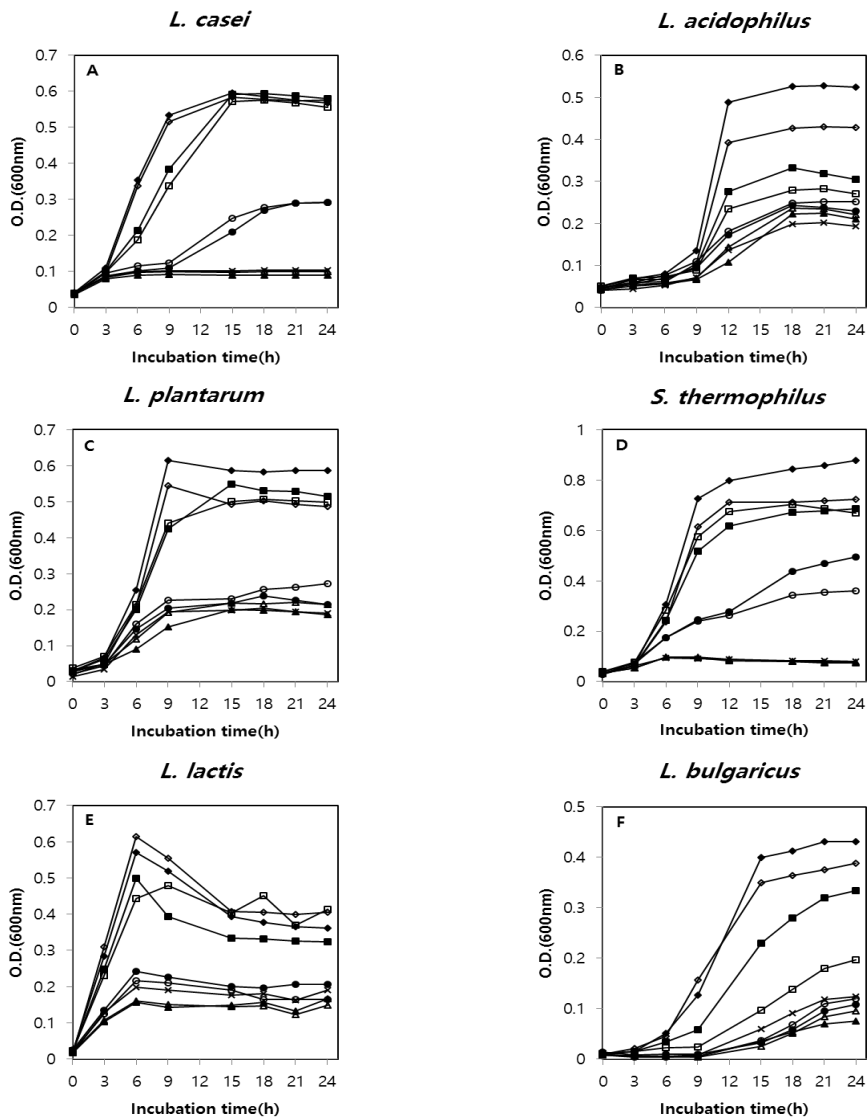 L. casei
0.7
0.6
0.5
0.4
0.3
0.2
0.1
0
A
O.D.(600nm)
0 3 6 9 12 15 18 21 24
Incubation time(h)
L. acidophilus
0.6
0.5
0.4
0.3
0.2
0.1
0
B
O.D.(600nm)
0 3 6 9 12 15 18 21 24
Incubation time(h)
L. plantarum
0.7
0.6
0.5
0.4
0.3
0.2
0.1
0
C
O.D.(600nm)
0 3 6 9 12 15 18 21 24
Incubation time(h)
S. thermophilus
1
0.8
0.6
0.4
0.2
0
D
O.D.(600nm)
0 3 6 9 12 15 18 21 24
Incubation time(h)
L. lactis
0.7
0.6
0.5
0.4
0.3
0.2
0.1
0
E
O.D.(600nm)
0 3 6 9 12 15 18 21 24
Incubation time(h)
L. bulgaricus
0.5
0.4
0.3
0.2
0.1
0
F
O.D.(600nm)
0 3 6 9 12 15 18 21 24
Incubation time(h)